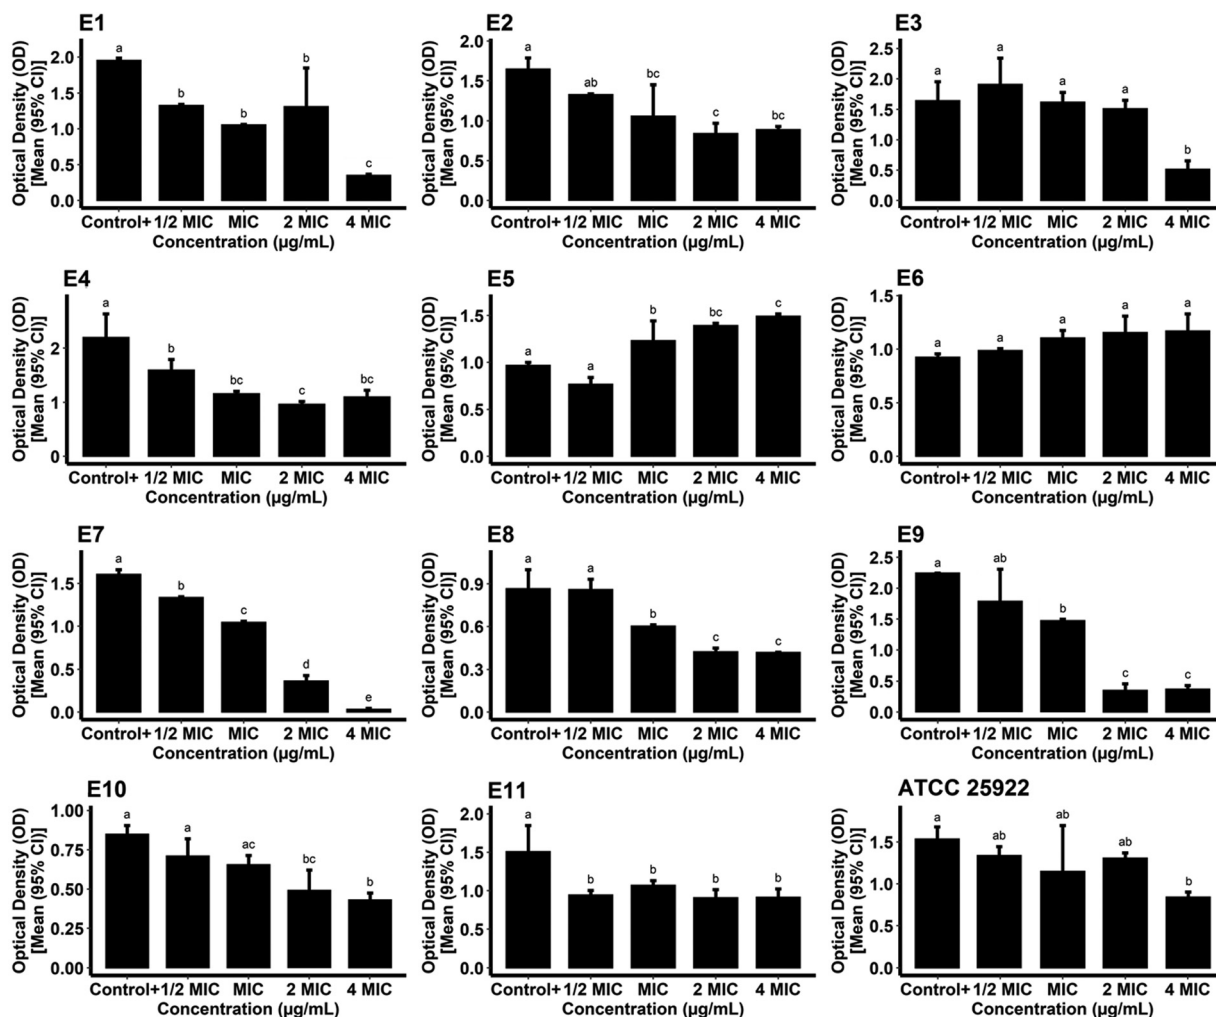 E1
Optical Density (OD)
[Mean (95% CI)]
2.0
1.5
1.0
0.5
0.0
a
b
b
b
c
Control+ 1/2 MIC MIC 2 MIC 4 MIC
Concentration (µg/mL)
E2
Optical Density (OD)
[Mean (95% CI)]
2.0
1.5
1.0
0.5
0.0
a
ab
bc
c
bc
Control+ 1/2 MIC MIC 2 MIC 4 MIC
Concentration (µg/mL)
E3
Optical Density (OD)
[Mean (95% CI)]
2.5
2.0
1.5
1.0
0.5
0.0
a
a
a
a
b
Control+ 1/2 MIC MIC 2 MIC 4 MIC
Concentration (µg/mL)
E4
Optical Density (OD)
[Mean (95% CI)]
2
1
0
a
b
bc
c
bc
Control+ 1/2 MIC MIC 2 MIC 4 MIC
Concentration (µg/mL)
E5
Optical Density (OD)
[Mean (95% CI)]
1.5
1.0
0.5
0.0
a
a
b
bc
c
Control+ 1/2 MIC MIC 2 MIC 4 MIC
Concentration (µg/mL)
E6
Optical Density (OD)
[Mean (95% CI)]
1.5
1.0
0.5
0.0
a
a
a
a
a
Control+ 1/2 MIC MIC 2 MIC 4 MIC
Concentration (µg/mL)
E7
Optical Density (OD)
[Mean (95% CI)]
1.5
1.0
0.5
0.0
a
b
c
d
e
Control+ 1/2 MIC MIC 2 MIC 4 MIC
Concentration (µg/mL)
E8
Optical Density (OD)
[Mean (95% CI)]
0.9
0.6
0.3
0.0
a
a
b
c
c
Control+ 1/2 MIC MIC 2 MIC 4 MIC
Concentration (µg/mL)
E9
Optical Density (OD)
[Mean (95% CI)]
2.5
2.0
1.5
1.0
0.5
0.0
a
ab
b
c
c
Control+ 1/2 MIC MIC 2 MIC 4 MIC
Concentration (µg/mL)
E10
Optical Density (OD)
[Mean (95% CI)]
1.00
0.75
0.50
0.25
0.00
a
a
ac
bc
b
Control+ 1/2 MIC MIC 2 MIC 4 MIC
Concentration (µg/mL)
E11
Optical Density (OD)
[Mean (95% CI)]
2.0
1.5
1.0
0.5
0.0
a
b
b
b
b
Control+ 1/2 MIC MIC 2 MIC 4 MIC
Concentration (µg/mL)
ATCC 25922
Optical Density (OD)
[Mean (95% CI)]
1.5
1.0
0.5
0.0
a
ab
ab
ab
b
Control+ 1/2 MIC MIC 2 MIC 4 MIC
Concentration (µg/mL)